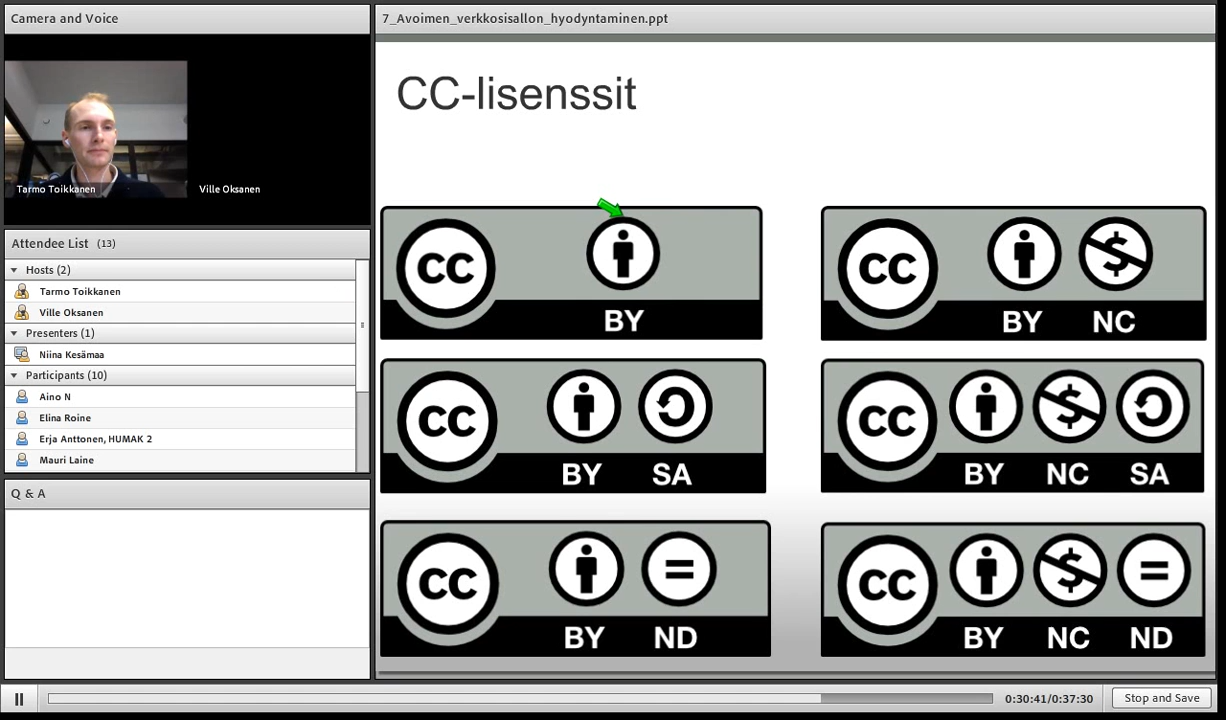 Camera and Voice
Tarmo Toikkanen
Ville Oksanen
Attendee List (13)
Hosts (2)
Tarmo Toikkanen
Ville Oksanen
Presenters (1)
Niina Kesämaa
Participants (10)
Aino N
Elina Roine
Erja Anttonen, HUMAK 2
Mauri Laine
Q & A
7_Avoimen_verkkosisallon_hyodyntaminen.ppt
CC-lisenssit
CC
BY
CC $
BY NC
CC
BY SA
CC $
BY NC SA
CC =
BY ND
CC $ =
BY NC ND
0:30:41/0:37:30
Stop and Save